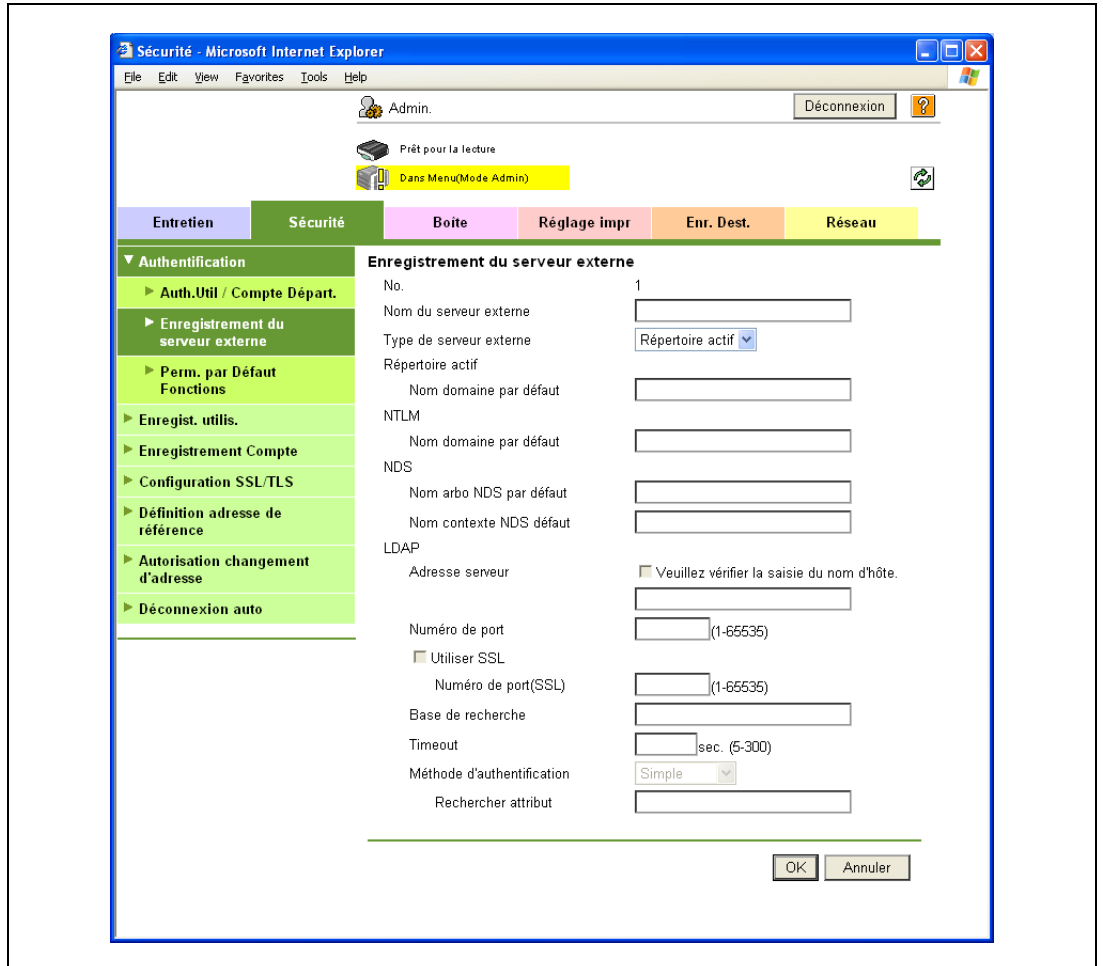 Sécurité - Microsoft Internet Explorer
File Edit View Favorites Tools Help
Admin.
Déconnexion
?
Prêt pour la lecture
Dans Menu(Mode Admin)
Entretien Sécurité Boite Réglage impr Enr. Dest. Réseau
Authentification
Auth.Util / Compte Départ.
Enregistrement du
serveur externe
Perm. par Défaut
Fonctions
Enregist. utilis.
Enregistrement Compte
Configuration SSL/TLS
Définition adresse de
référence
Autorisation changement
d'adresse
Déconnexion auto
Enregistrement du serveur externe
No. 1
Nom du serveur externe
Type de serveur externe Répertoire actif
Répertoire actif
Nom domaine par défaut
NTLM
Nom domaine par défaut
NDS
Nom arbo NDS par défaut
Nom contexte NDS défaut
LDAP
Adresse serveur Veuillez vérifier la saisie du nom d'hôte.
Numéro de port (1-65535)
Utiliser SSL
Numéro de port(SSL) (1-65535)
Base de recherche
Timeout sec. (5-300)
Méthode d'authentification Simple
Rechercher attribut
OK Annuler